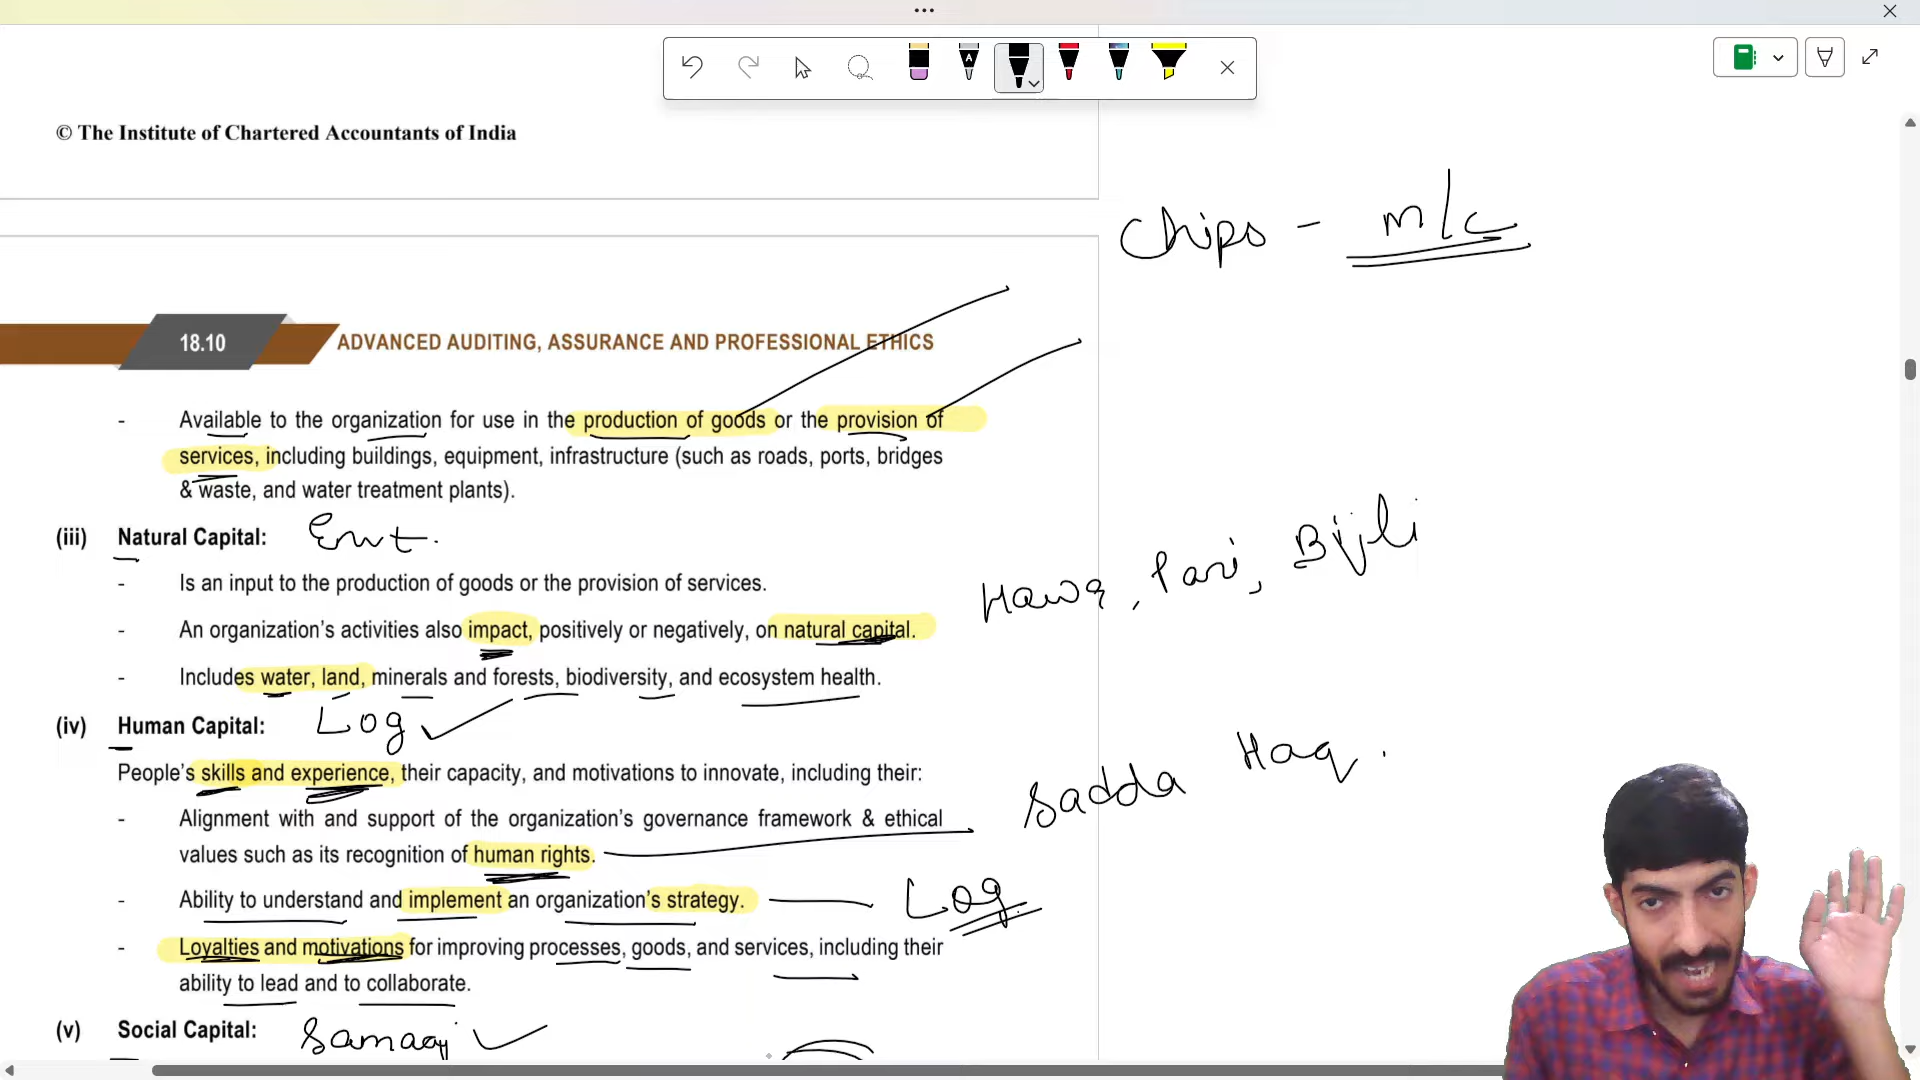 © The Institute of Chartered Accountants of India
Chips - m/c
18.10 ADVANCED AUDITING, ASSURANCE AND PROFESSIONAL ETHICS
- Available to the organization for use in the production of goods or the provision of
services, including buildings, equipment, infrastructure (such as roads, ports, bridges
& waste, and water treatment plants).
(iii) Natural Capital: Envt.
- Is an input to the production of goods or the provision of services.
Hawa, Pani, Bijli
- An organization's activities also impact, positively or negatively, on natural capital.
- Includes water, land, minerals and forests, biodiversity, and ecosystem health.
(iv) Human Capital: Log
People's skills and experience, their capacity, and motivations to innovate, including their:
Sadda Haq.
- Alignment with and support of the organization's governance framework & ethical
values such as its recognition of human rights.
- Ability to understand and implement an organization's strategy. Log
- Loyalties and motivations for improving processes, goods, and services, including their
ability to lead and to collaborate.
(v) Social Capital: Samaaj